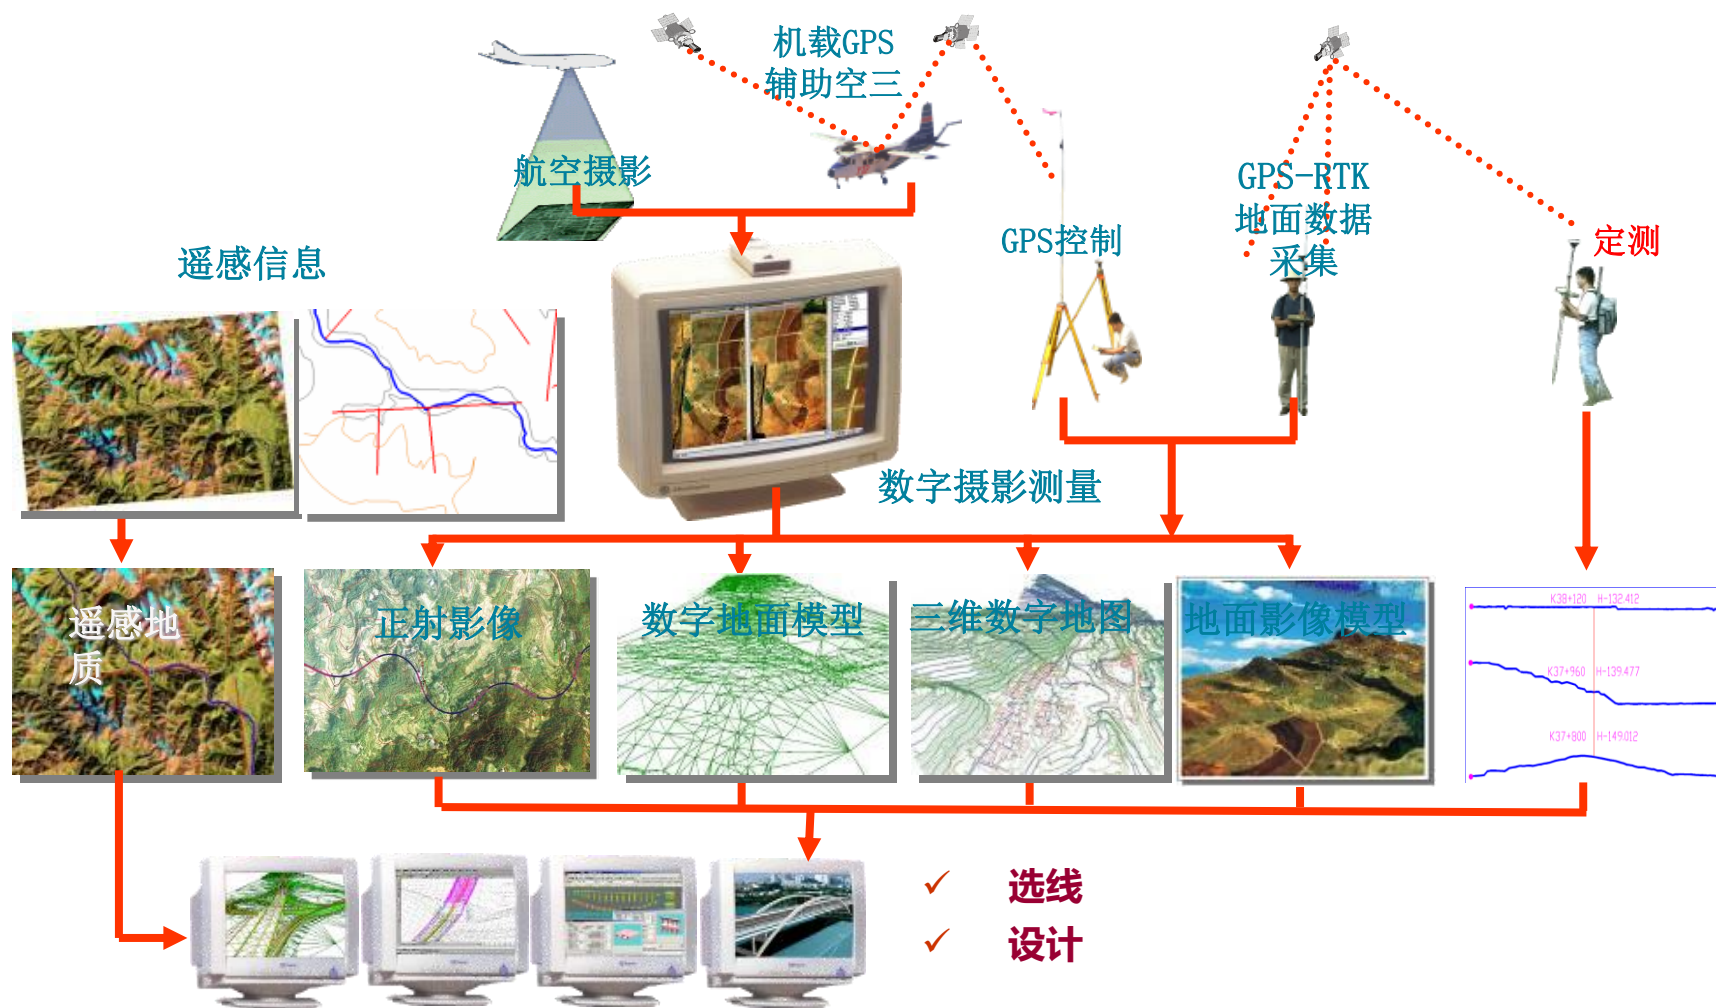 机载GPS
辅助空三
航空摄影
GPS-RTK
地面数据
采集
GPS控制
定测
遥感信息
数字摄影测量
遥感地
质
正射影像
数字地面模型
三维数字地图
地面影像模型
K38+120 H-132.412
K37+960 H-139.477
K37+800 H-149.012
✓ 选线
✓ 设计